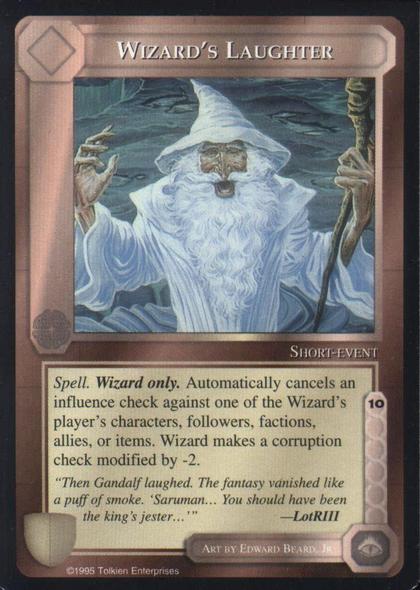 Wizard's Laughter
Short-event
Spell. Wizard only. Automatically cancels an
influence check against one of the Wizard's
player's characters, followers, factions,
allies, or items. Wizard makes a corruption
check modified by -2.
10
"Then Gandalf laughed. The fantasy vanished like
a puff of smoke. 'Saruman… You should have been
the king's jester…'" —LotRIII
Art by Edward Beard, Jr.
©1995 Tolkien Enterprises